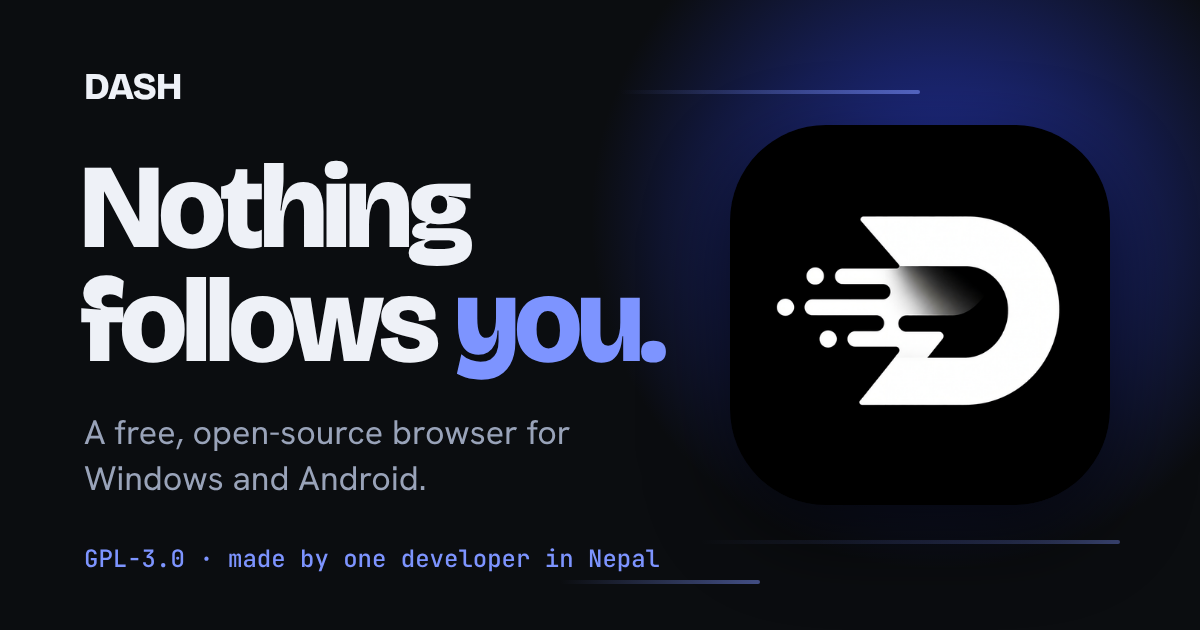 DASH
Nothing
follows you.
A free, open-source browser for
Windows and Android.
GPL-3.0 · made by one developer in Nepal